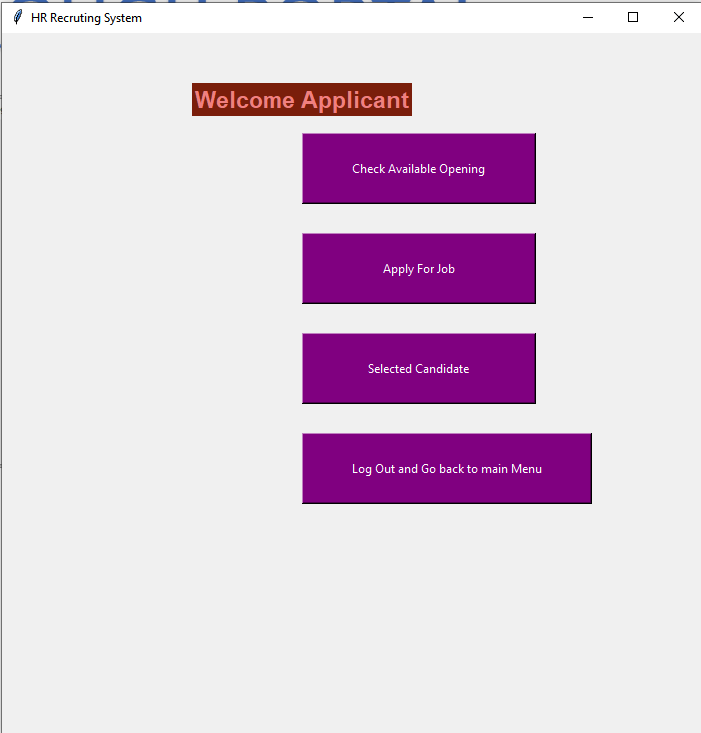 HR Recruting System
Welcome Applicant
Check Available Opening
Apply For Job
Selected Candidate
Log Out and Go back to main Menu